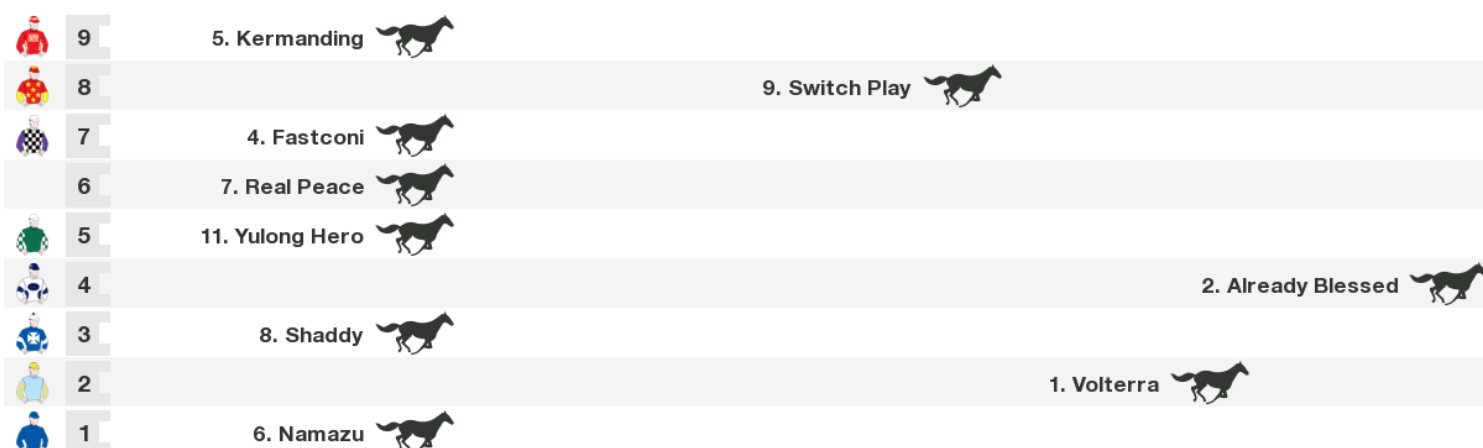 9 5. Kermanding
8 9. Switch Play
7 4. Fastconi
6 7. Real Peace
5 11. Yulong Hero
4 2. Already Blessed
3 8. Shaddy
2 1. Volterra
1 6. Namazu